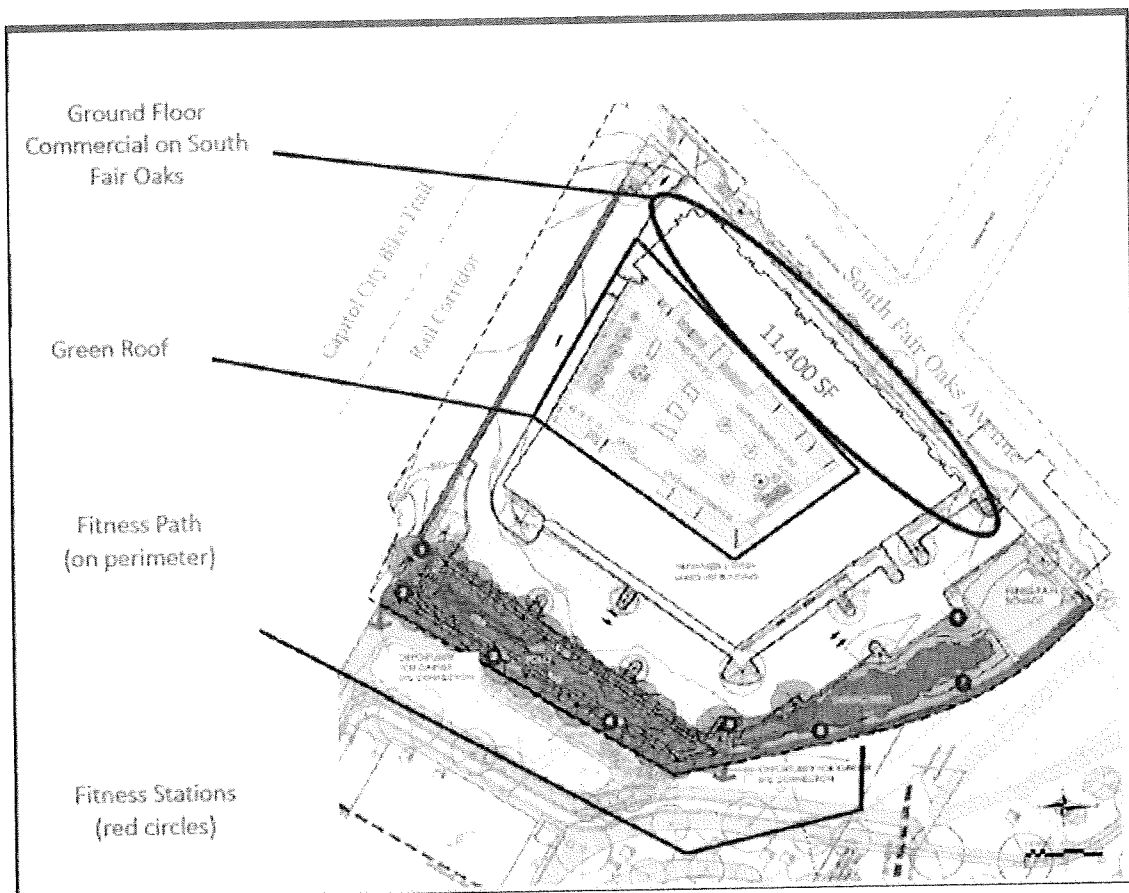 Ground Floor
Commercial on South
Fair Oaks
Capitol City Bike Trail
Rail Corridor
South Fair Oaks Avenue
11,400 SF
Green Roof
Fitness Path
(on perimeter)
Fitness Stations
(red circles)